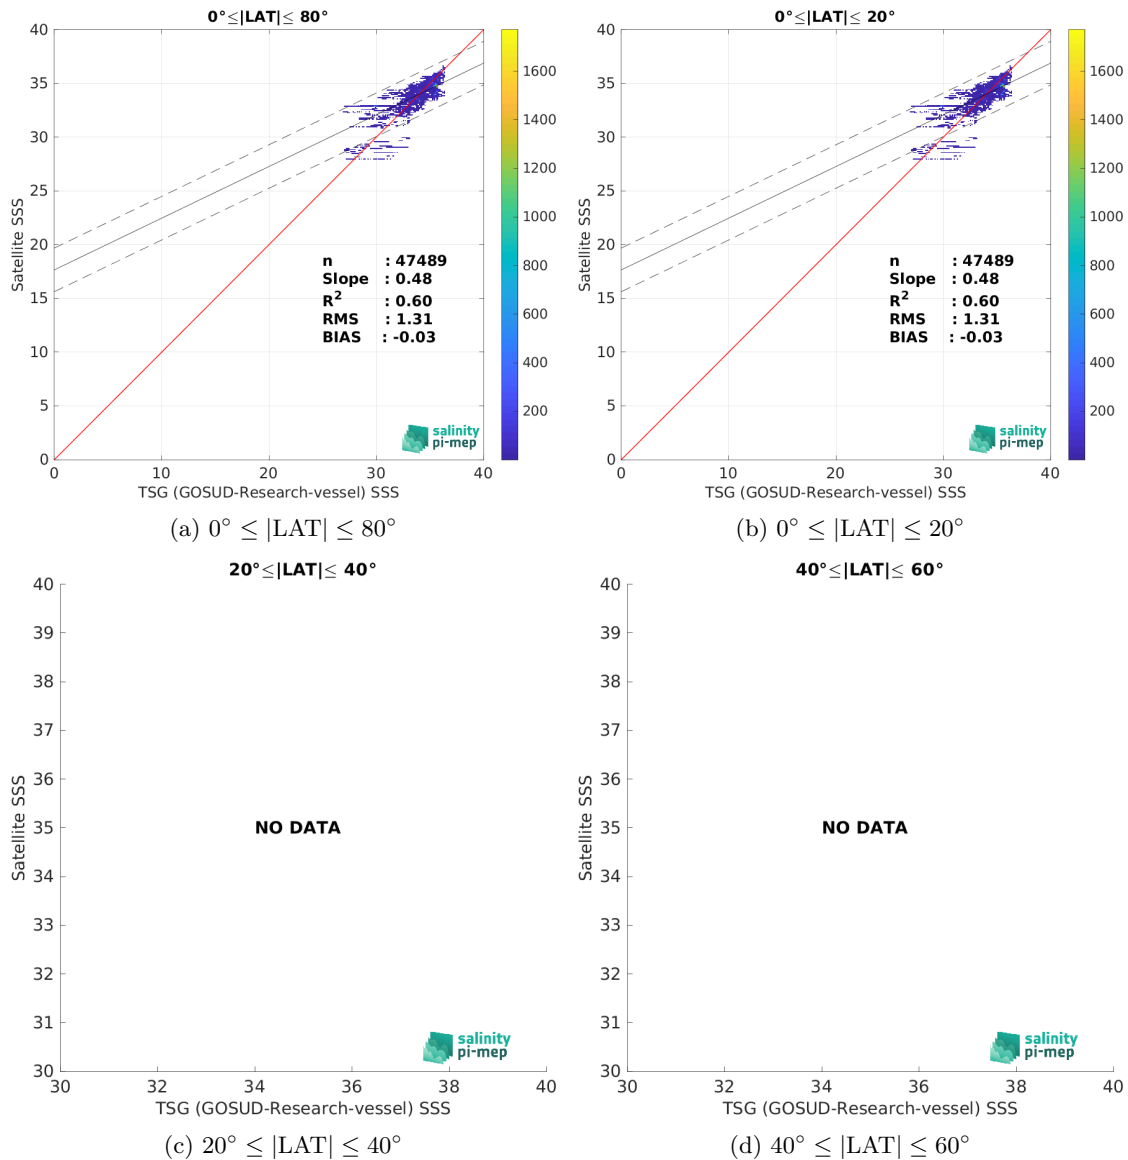 0°≤|LAT|≤ 80°
40
35
30
25
20
15
10
5
0
Satellite SSS
n : 47489
Slope : 0.48
R² : 0.60
RMS : 1.31
BIAS : -0.03
salinity
pi-mep
0 10 20 30 40
TSG (GOSUD-Research-vessel) SSS
1600
1400
1200
1000
800
600
400
200
(a) 0° ≤ |LAT| ≤ 80°
0°≤|LAT|≤ 20°
40
35
30
25
20
15
10
5
0
Satellite SSS
n : 47489
Slope : 0.48
R² : 0.60
RMS : 1.31
BIAS : -0.03
salinity
pi-mep
0 10 20 30 40
TSG (GOSUD-Research-vessel) SSS
1600
1400
1200
1000
800
600
400
200
(b) 0° ≤ |LAT| ≤ 20°
20°≤|LAT|≤ 40°
40
39
38
37
36
35
34
33
32
31
30
Satellite SSS
NO DATA
salinity
pi-mep
30 32 34 36 38 40
TSG (GOSUD-Research-vessel) SSS
(c) 20° ≤ |LAT| ≤ 40°
40°≤|LAT|≤ 60°
40
39
38
37
36
35
34
33
32
31
30
Satellite SSS
NO DATA
salinity
pi-mep
30 32 34 36 38 40
TSG (GOSUD-Research-vessel) SSS
(d) 40° ≤ |LAT| ≤ 60°